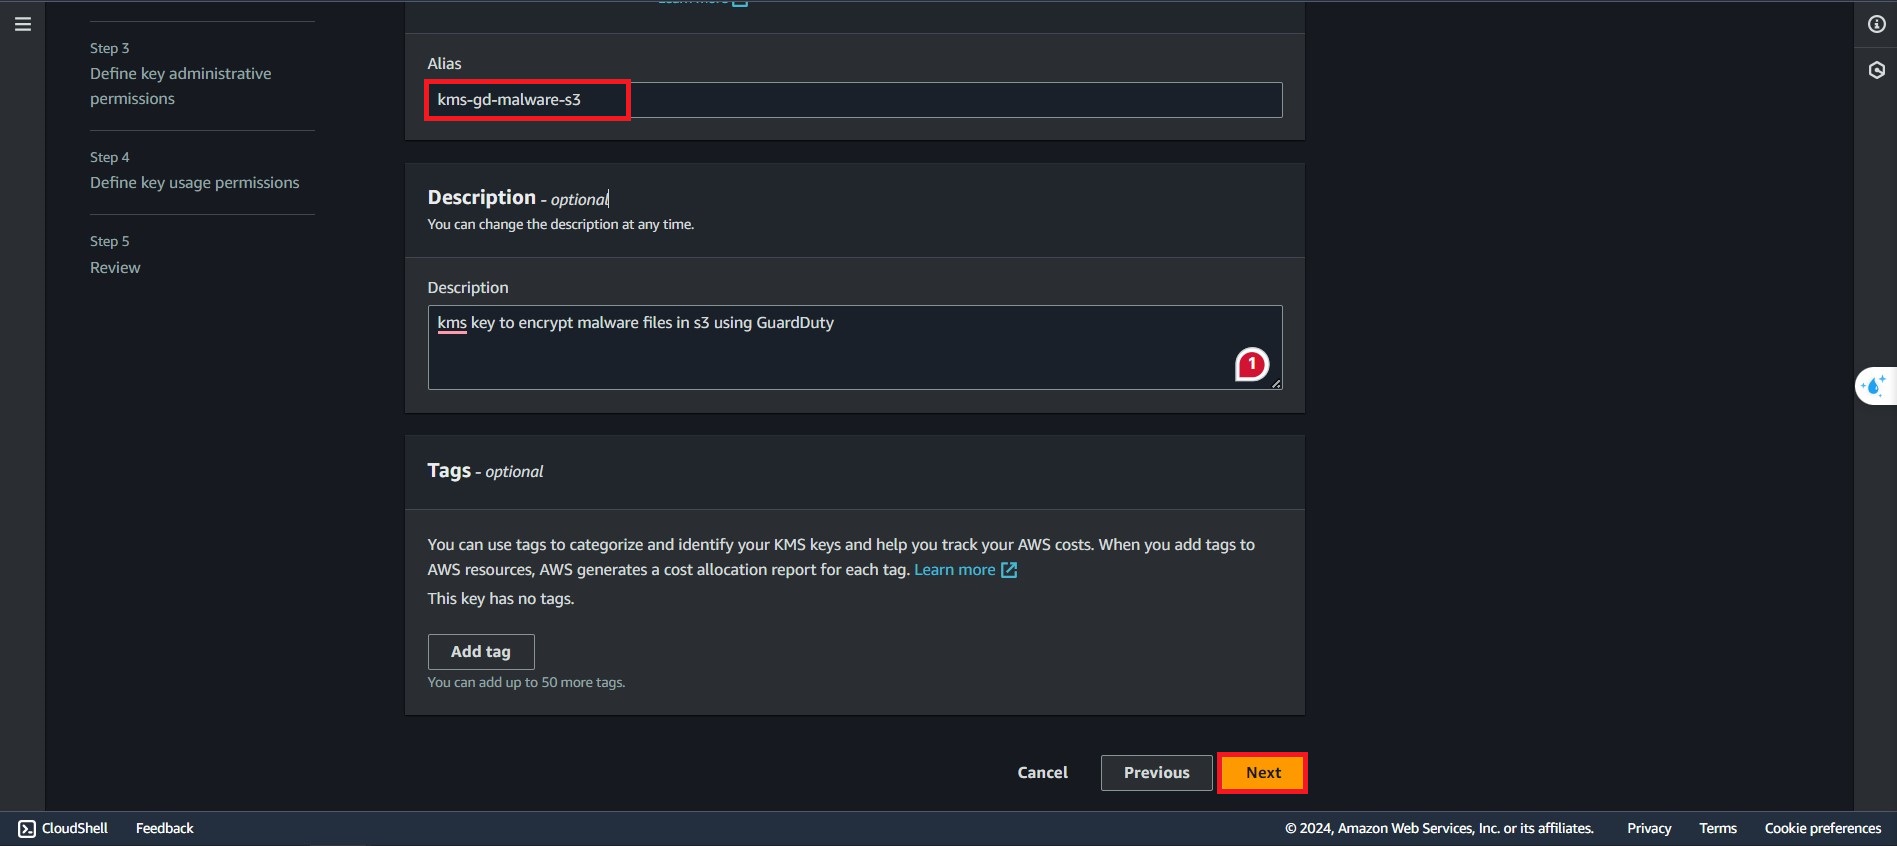 Learn more
Step 3
Define key administrative
permissions
Step 4
Define key usage permissions
Step 5
Review
Alias
kms-gd-malware-s3
Description - optional
You can change the description at any time.
Description
kms key to encrypt malware files in s3 using GuardDuty
1
Tags - optional
You can use tags to categorize and identify your KMS keys and help you track your AWS costs. When you add tags to
AWS resources, AWS generates a cost allocation report for each tag. Learn more
This key has no tags.
Add tag
You can add up to 50 more tags.
Cancel
Previous
Next
CloudShell
Feedback
© 2024, Amazon Web Services, Inc. or its affiliates.
Privacy
Terms
Cookie preferences